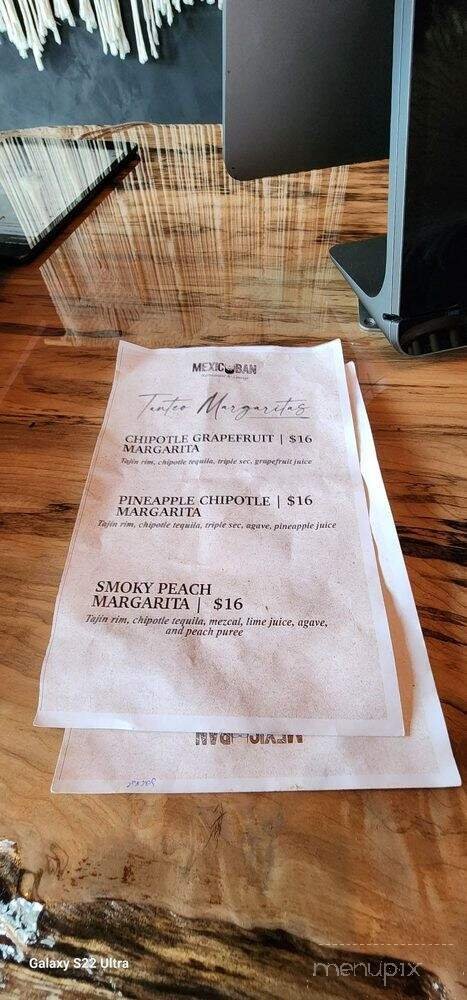 MEXICUBAN
Tanteo Margaritas
CHIPOTLE GRAPEFRUIT | $16
MARGARITA
Tajin rim, chipotle tequila, triple sec, grapefruit juice
PINEAPPLE CHIPOTLE | $16
MARGARITA
Tajin rim, chipotle tequila, triple sec, agave, pineapple juice
SMOKY PEACH
MARGARITA | $16
Tajin rim, chipotle tequila, mezcal, lime juice, agave,
and peach puree
MEXICUBAN
Galaxy S22 Ultra
menupix